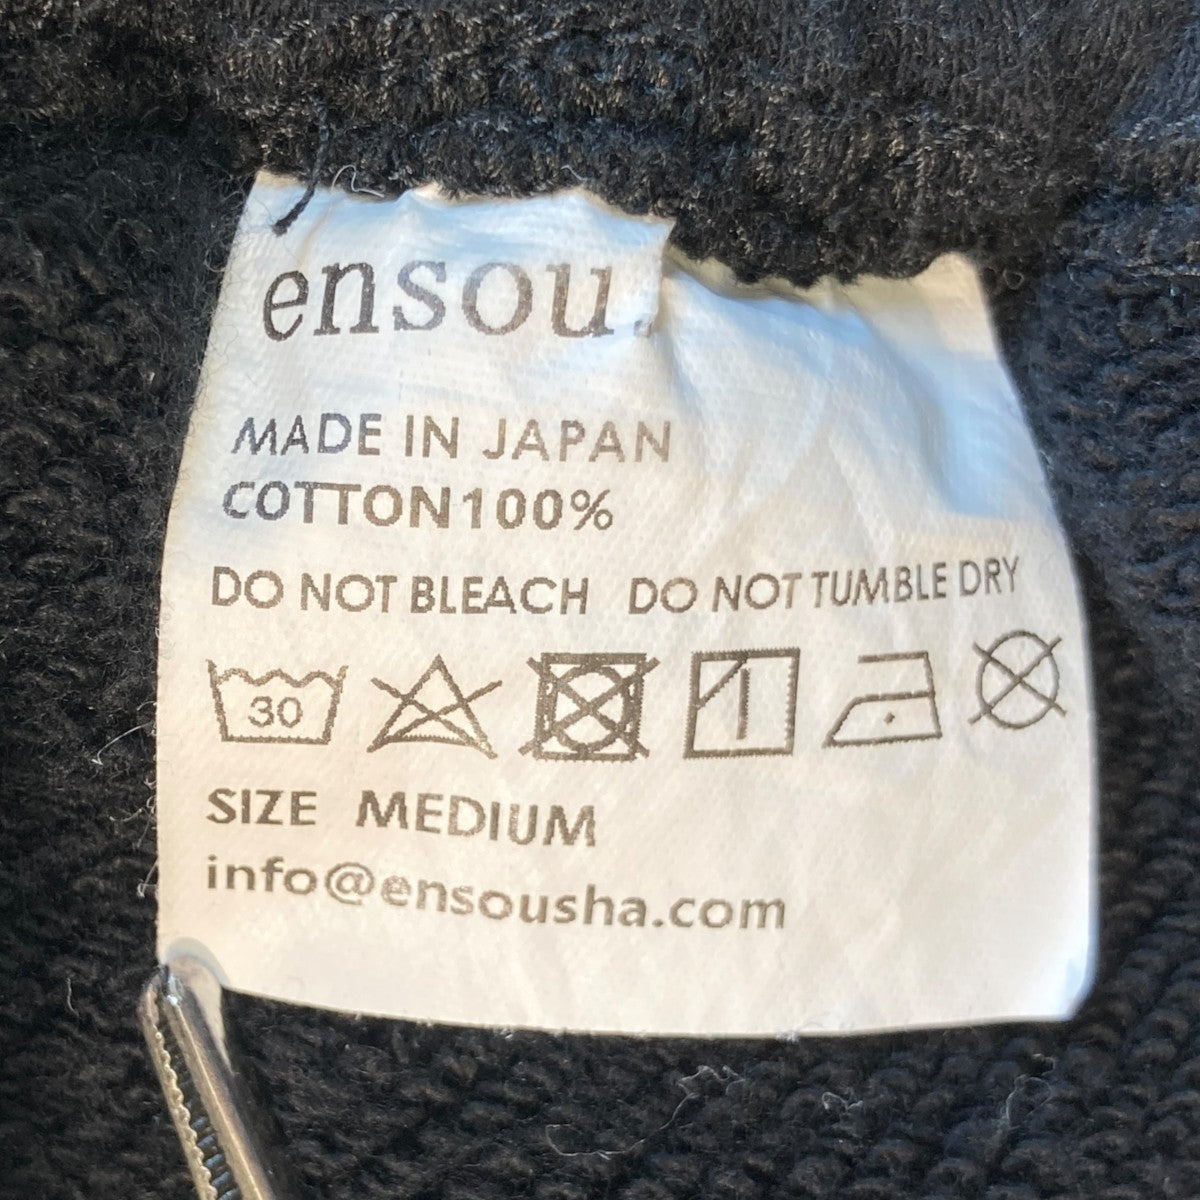 ensou.
MADE IN JAPAN
COTTON100%
DO NOT BLEACH DO NOT TUMBLE DRY
30
SIZE MEDIUM
info@ensousha.com